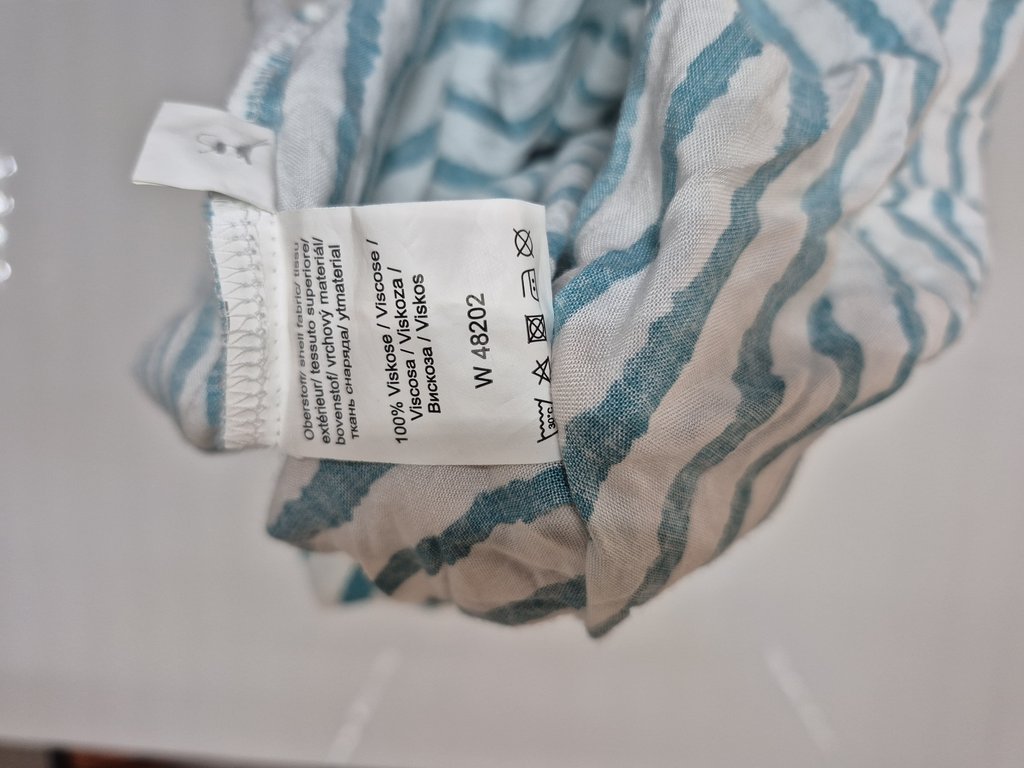 Oberstoff/ shell fabric/ tissu
extérieur/ tessuto superiore/
bovenstof/ vrchový materiál/
ткань снаряда/ ytmaterial
100% Viskose / Viscose /
Viscosa / Viskoza /
Вискоза / Viskos
W 48202
30°C